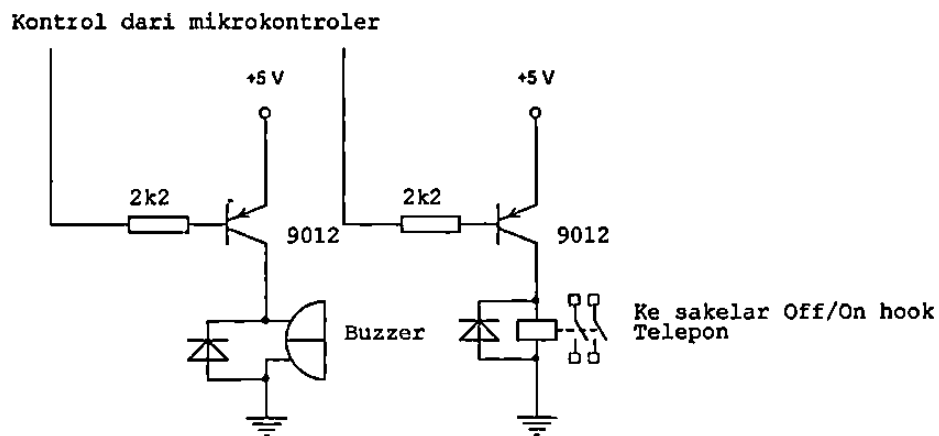 Kontrol dari mikrokontroler
+5 V
+5 V
2k2
2k2
9012
9012
Buzzer
Ke sakelar Off/On hook
Telepon